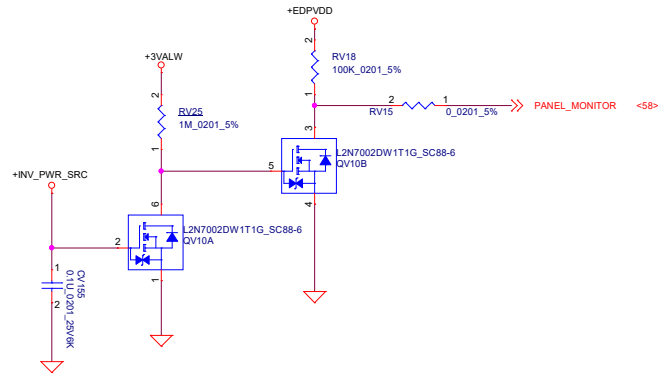 +EDPVDD
+3VALW
2
RV18
100K_0201_5%
1
2
RV25
1M_0201_5%
1
2
1
RV15
0_0201_5%
PANEL_MONITOR
<58>
3
L2N7002DW1T1G_SC88-6
QV10B
5
4
+INV_PWR_SRC
6
L2N7002DW1T1G_SC88-6
QV10A
2
1
1
2
CV155
0.1U_0201_25V6K